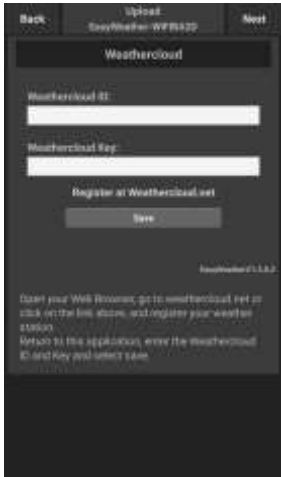 Back
Upload
Next
Weathercloud
Weathercloud ID:
Weathercloud Key:
Register at Weathercloud.net
Save
Open your Web Browser, go to weathercloud.net or
click on the link above, and register your weather
station.
Return to this application, enter the Weathercloud
ID and Key and select save.